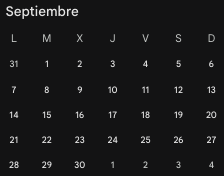 Septiembre
L M X J V S D
31 1 2 3 4 5 6
7 8 9 10 11 12 13
14 15 16 17 18 19 20
21 22 23 24 25 26 27
28 29 30 1 2 3 4